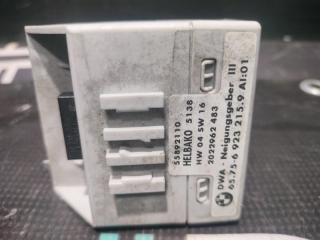 55892110
HELBAKO 5138
HW 04 SW 16
2022962 483
DWA - Neigungsgeber III
65.75-6 923 215.9 AI:01